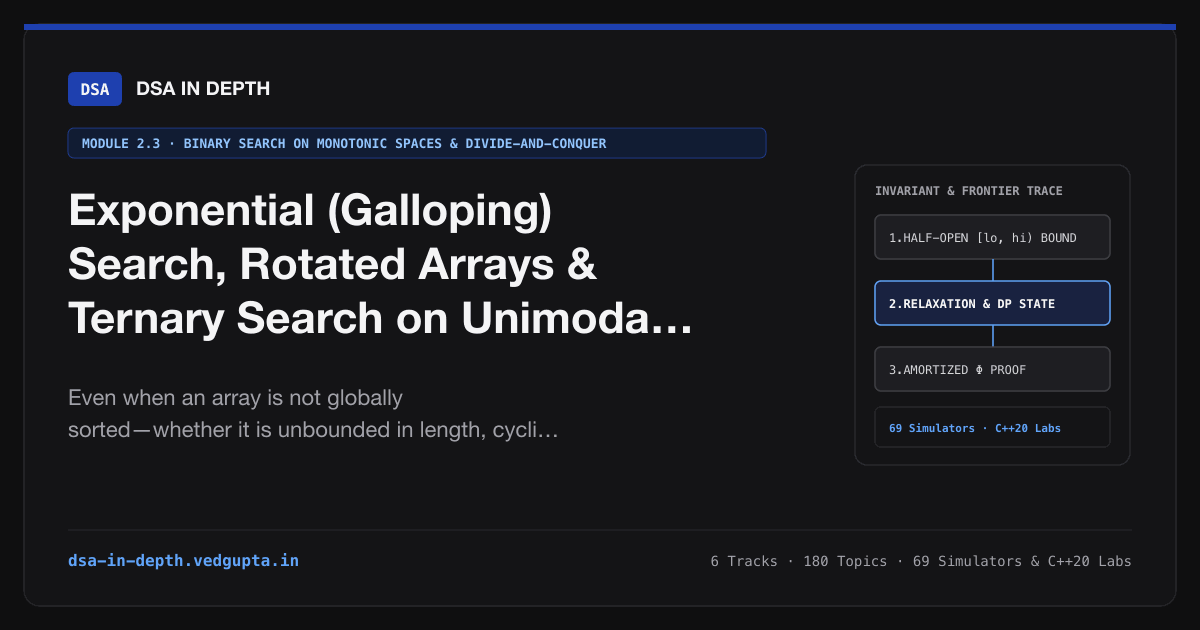 DSA
DSA IN DEPTH
MODULE 2.3 · BINARY SEARCH ON MONOTONIC SPACES & DIVIDE-AND-CONQUER
Exponential (Galloping)
Search, Rotated Arrays &
Ternary Search on Unimoda…
Even when an array is not globally
sorted—whether it is unbounded in length, cycli…
INVARIANT & FRONTIER TRACE
1.HALF-OPEN [lo, hi) BOUND
2.RELAXATION & DP STATE
3.AMORTIZED Φ PROOF
69 Simulators · C++20 Labs
dsa-in-depth.vedgupta.in
6 Tracks · 180 Topics · 69 Simulators & C++20 Labs